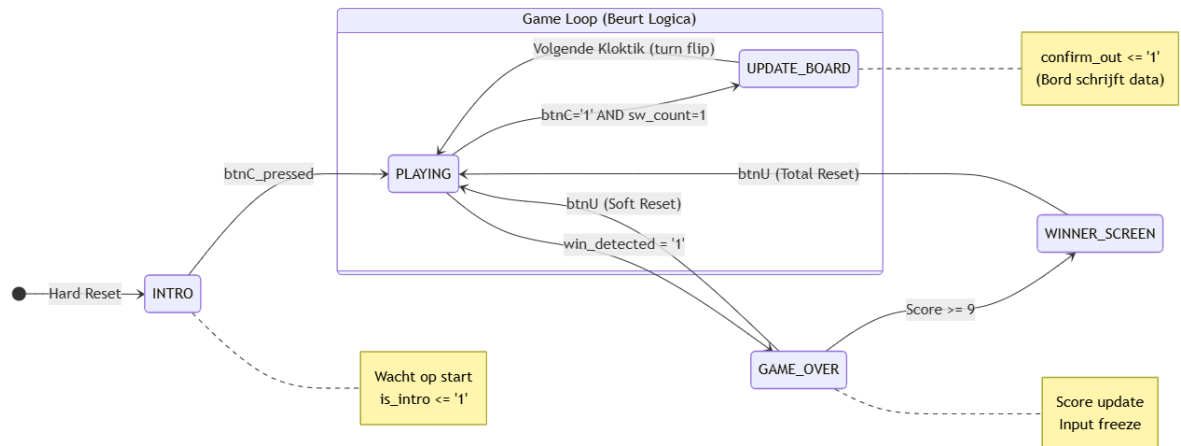 Game Loop (Beurt Logica)
Volgende Kloktik (turn flip)
UPDATE_BOARD
confirm_out <= '1'
(Bord schrijft data)
btnC='1' AND sw_count=1
btnC_pressed
PLAYING
btnU (Total Reset)
btnU (Soft Reset)
WINNER_SCREEN
win_detected = '1'
Hard Reset
INTRO
Score >= 9
GAME_OVER
Wacht op start
is_intro <= '1'
Score update
Input freeze